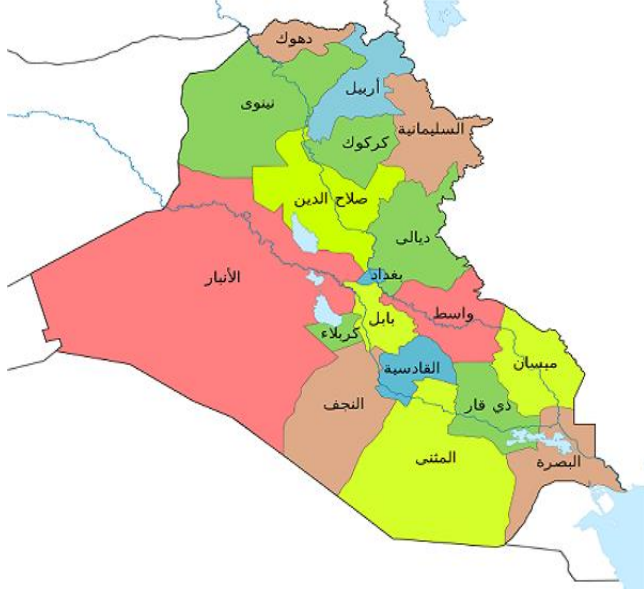 دهوك
أربيل
نينوى
السليمانية
كركوك
صلاح الدين
ديالى
بغداد
الأنبار
واسط
بابل
كربلاء
ميسان
القادسية
النجف
ذي قار
المثنى
البصرة